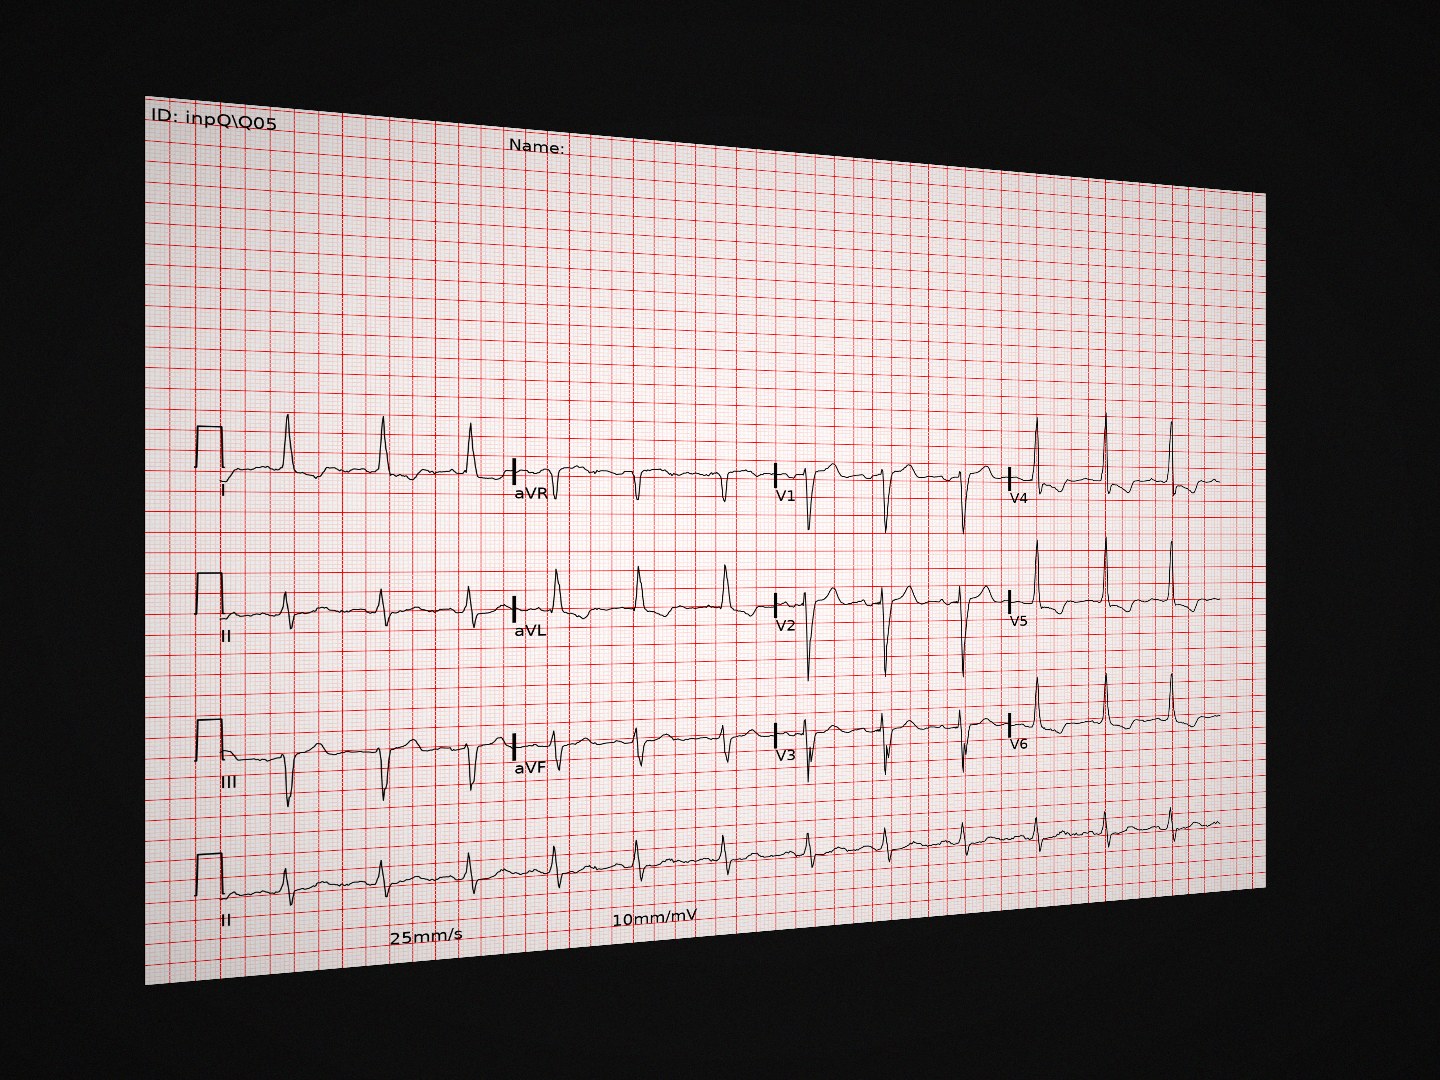 ID: inpQ\Q05
Name:
I aVR V1 V4
II aVL V2 V5
III aVF V3 V6
II
25mm/s 10mm/mV